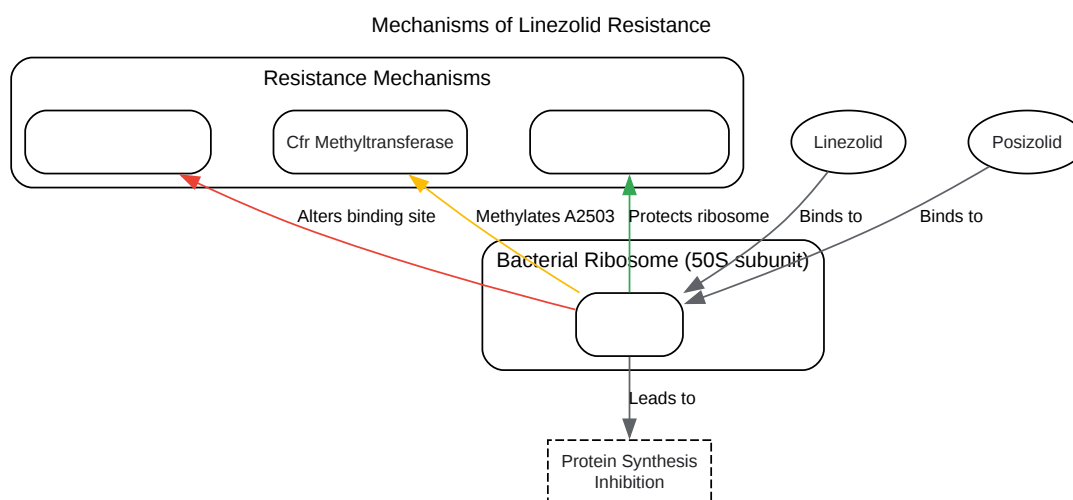 Mechanisms of Linezolid Resistance
Resistance Mechanisms
Cfr Methyltransferase
Linezolid
Posizolid
Alters binding site
Methylates A2503
Protects ribosome
Binds to
Binds to
Bacterial Ribosome (50S subunit)
Leads to
Protein Synthesis
Inhibition